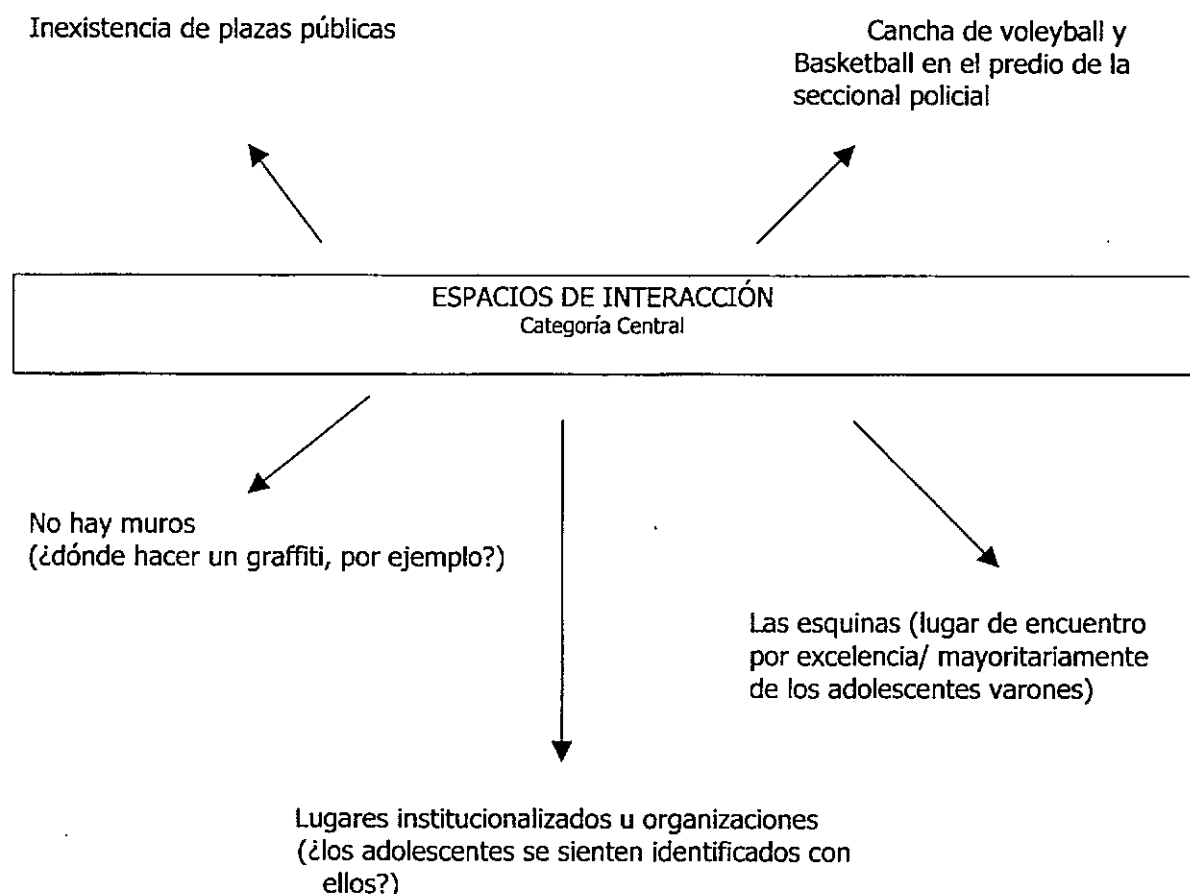 Inexistencia de plazas públicas
Cancha de voleyball y
Basketball en el predio de la
seccional policial
ESPACIOS DE INTERACCIÓN
Categoría Central
No hay muros
(¿dónde hacer un graffiti, por ejemplo?)
Las esquinas (lugar de encuentro
por excelencia/ mayoritariamente
de los adolescentes varones)
Lugares institucionalizados u organizaciones
(¿los adolescentes se sienten identificados con
ellos?)